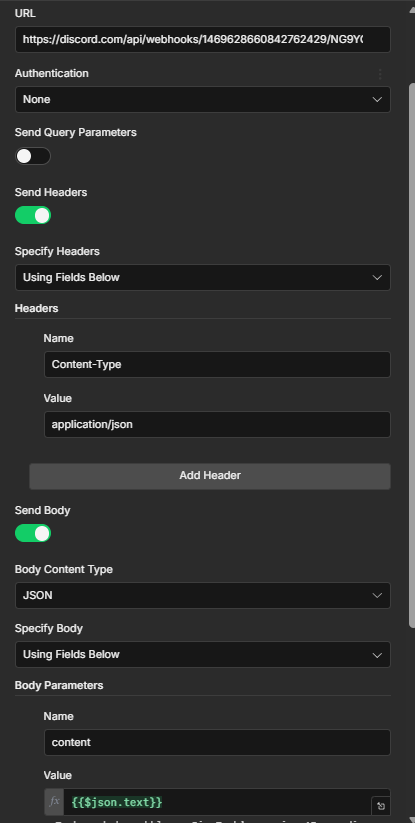 URL
https://discord.com/api/webhooks/1469628660842762429/NG9Y
Authentication
None
Send Query Parameters
Send Headers
Specify Headers
Using Fields Below
Headers
Name
Content-Type
Value
application/json
Add Header
Send Body
Body Content Type
JSON
Specify Body
Using Fields Below
Body Parameters
Name
content
Value
fx {{$json.text}}